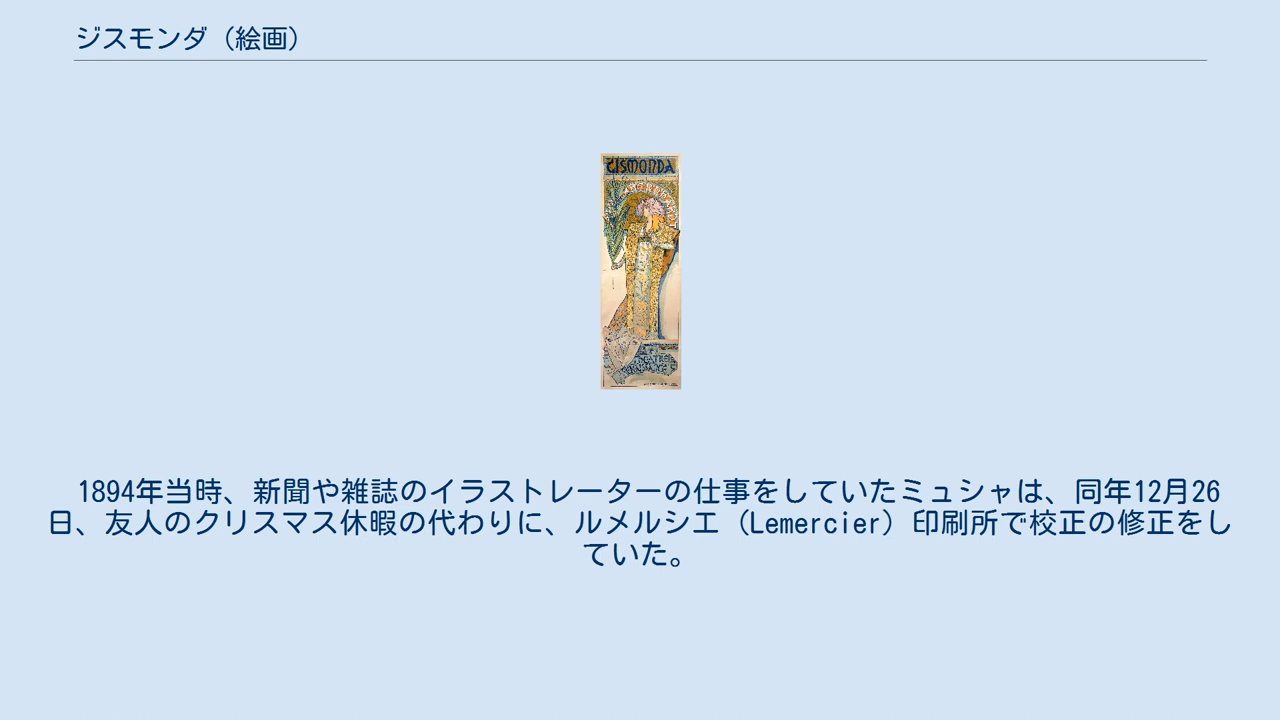 ジスモンダ（絵画）
GISMONDA
1894年当時、新聞や雑誌のイラストレーターの仕事をしていたミュシャは、同年12月26
日、友人のクリスマス休暇の代わりに、ルメルシエ（Lemercier）印刷所で校正の修正をし
ていた。